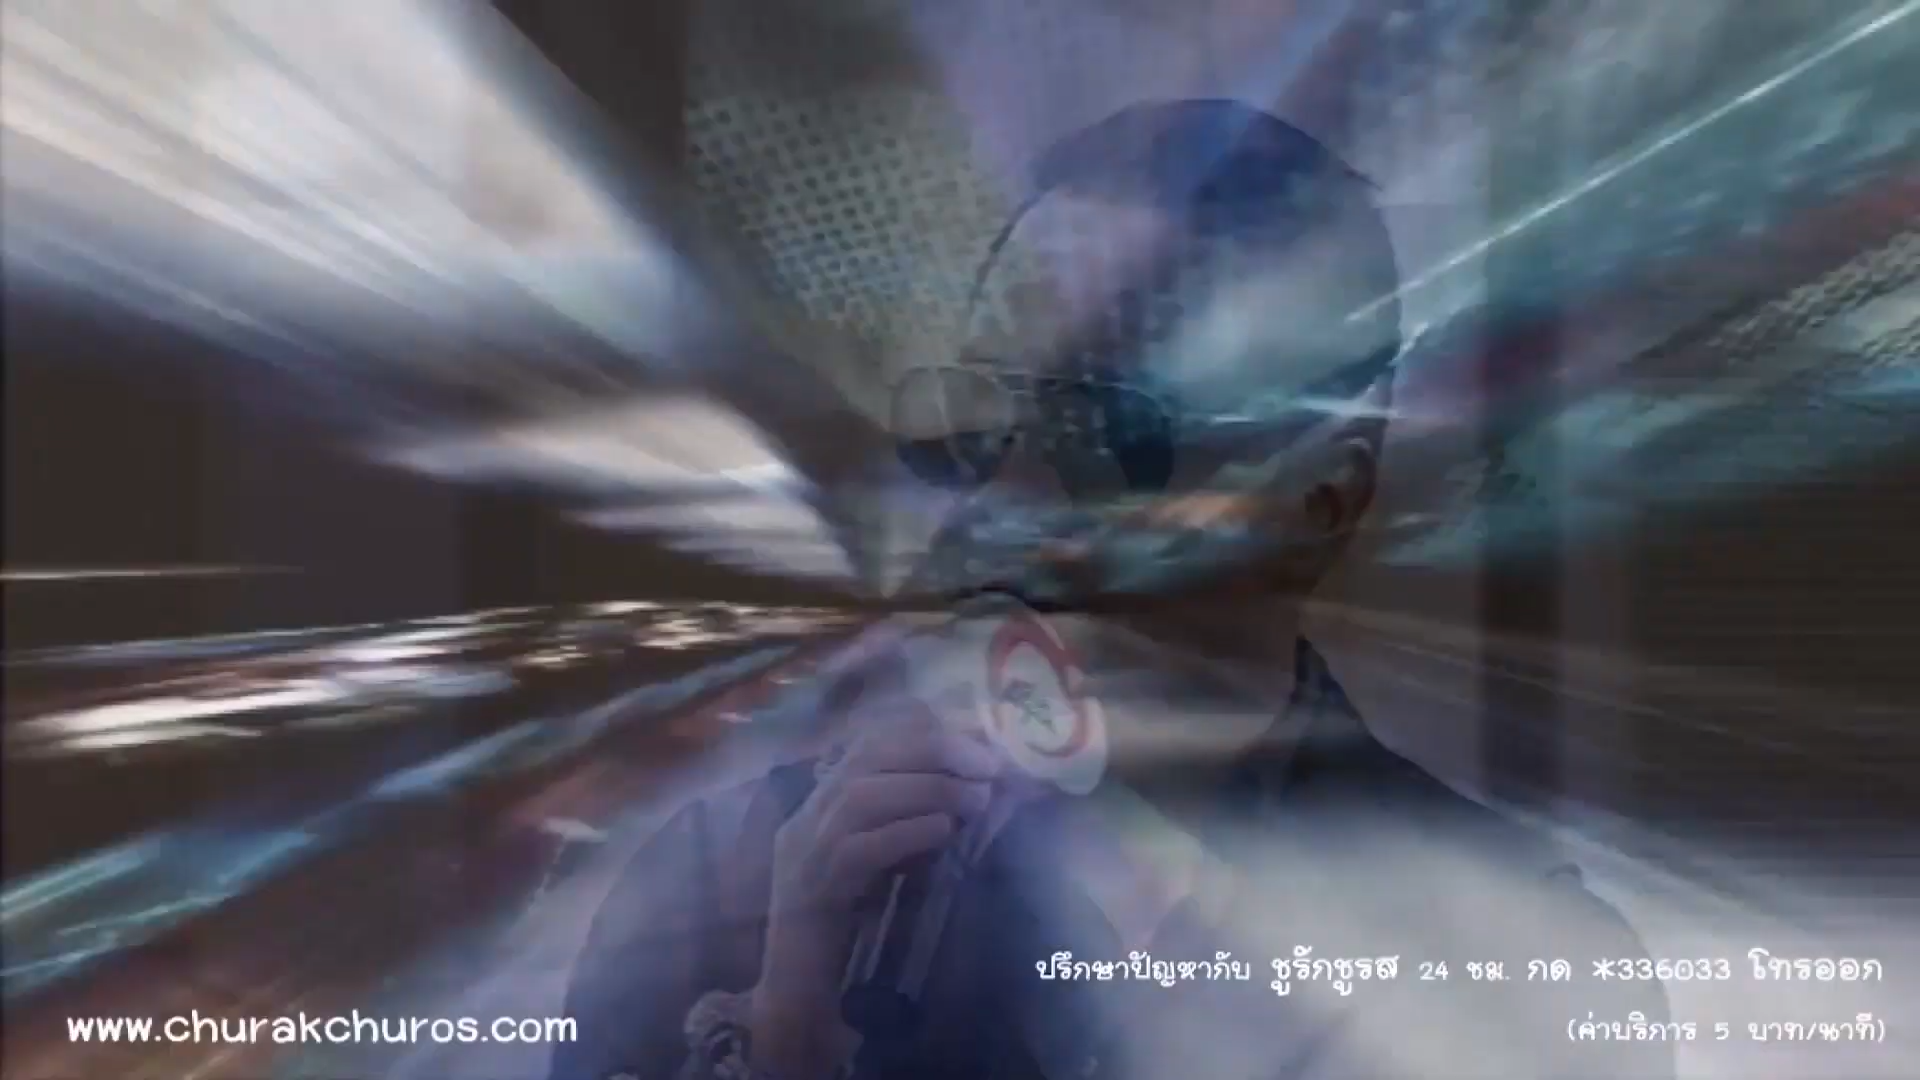 ปรึกษาปัญหากับ ชูรักชูรส 24 ชม. กด *336033 โทรออก
www.churakchuros.com
(ค่าบริการ 5 บาท/นาที)